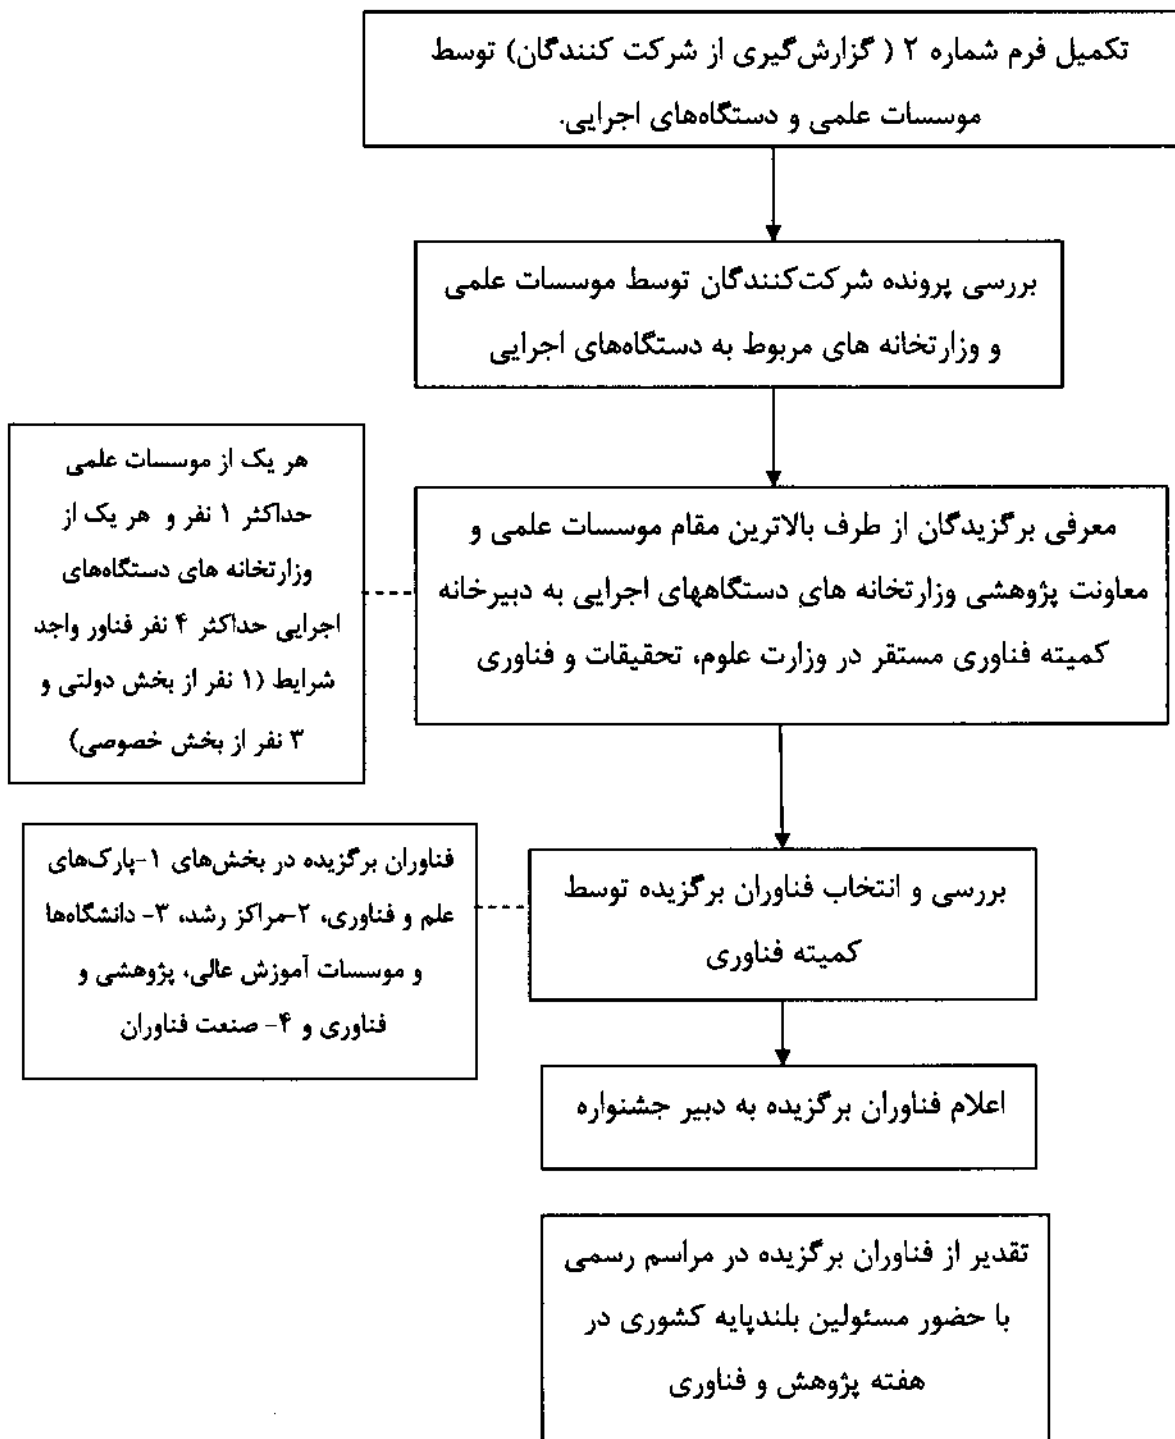 تکمیل فرم شماره ۲ ( گزارش‌گیری از شرکت کنندگان) توسط
موسسات علمی و دستگاه‌های اجرایی.
بررسی پرونده شرکت‌کنندگان توسط موسسات علمی
و وزارتخانه های مربوط به دستگاه‌های اجرایی
معرفی برگزیدگان از طرف بالاترین مقام موسسات علمی و
معاونت پژوهشی وزارتخانه های دستگاههای اجرایی به دبیرخانه
کمیته فناوری مستقر در وزارت علوم، تحقیقات و فناوری
هر یک از موسسات علمی
حداکثر ۱ نفر و هر یک از
وزارتخانه های دستگاه‌های
اجرایی حداکثر ۴ نفر فناور واجد
شرایط (۱ نفر از بخش دولتی و
۳ نفر از بخش خصوصی)
بررسی و انتخاب فناوران برگزیده توسط
کمیته فناوری
فناوران برگزیده در بخش‌های ۱-پارک‌های
علم و فناوری، ۲-مراکز رشد، ۳- دانشگاه‌ها
و موسسات آموزش عالی، پژوهشی و
فناوری و ۴- صنعت فناوران
اعلام فناوران برگزیده به دبیر جشنواره
تقدیر از فناوران برگزیده در مراسم رسمی
با حضور مسئولین بلندپایه کشوری در
هفته پژوهش و فناوری